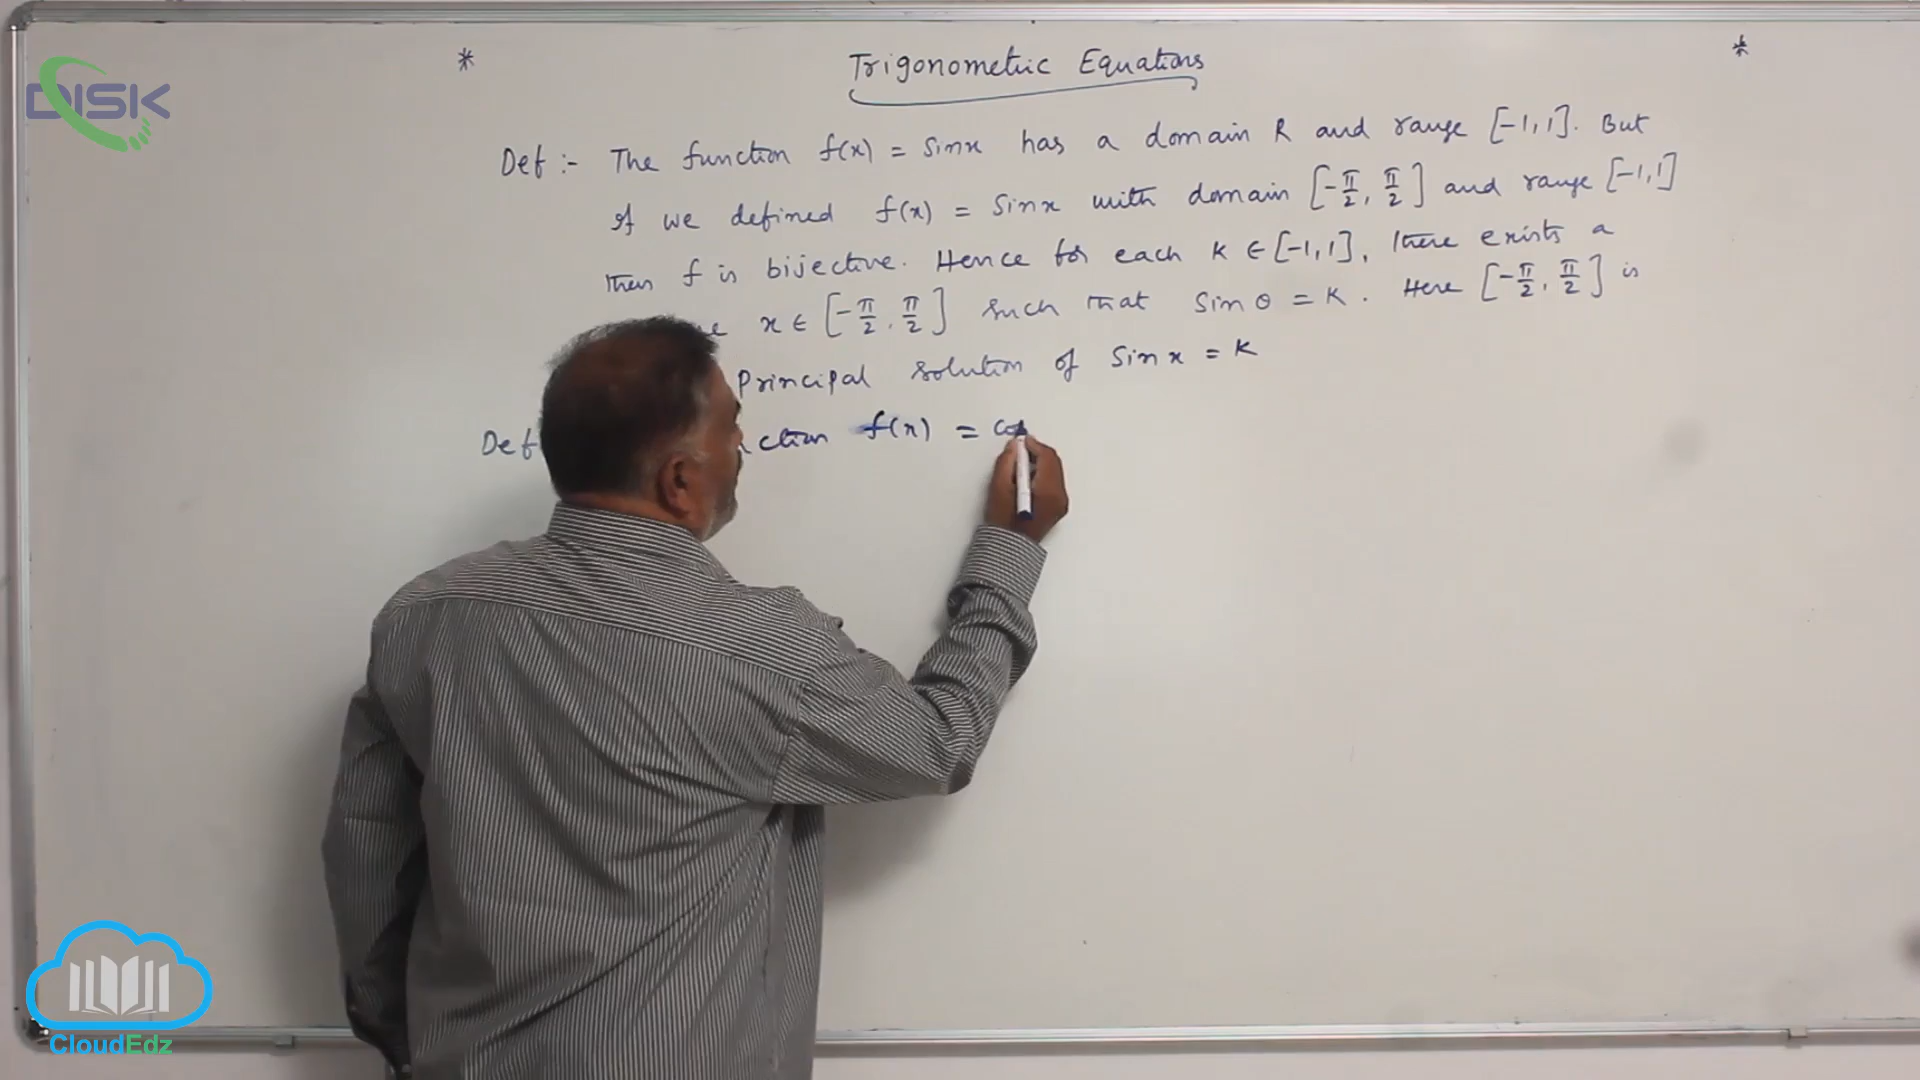 DISK
* Trigonometric Equations *
Def :- The function f(x) = Sinx has a domain R and range [-1,1]. But
if we defined f(x) = Sinx with domain [-π/2, π/2] and range [-1,1]
then f is bijective. Hence for each K ∈ [-1,1], there exists a
x ∈ [-π/2, π/2] such that Sin θ = K. Here [-π/2, π/2] is
Principal solution of Sinx = K
Def f(x) = co
CloudEdz